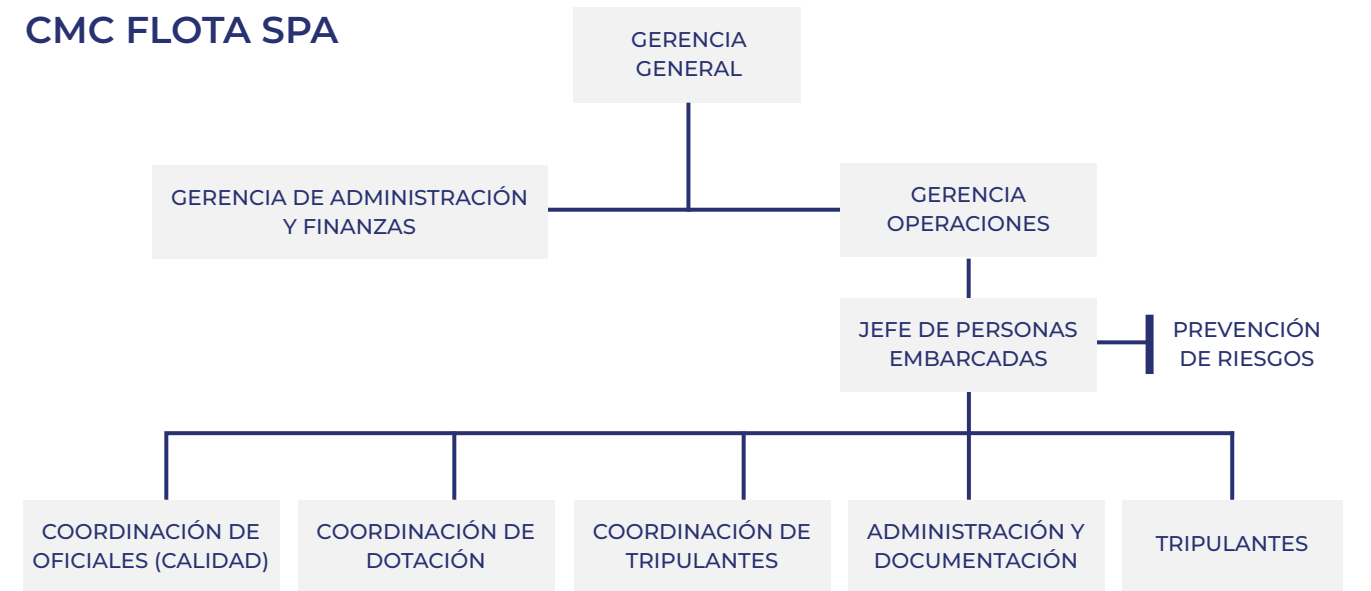 CMC FLOTA SPA
GERENCIA
GENERAL
GERENCIA DE ADMINISTRACIÓN
Y FINANZAS
GERENCIA
OPERACIONES
JEFE DE PERSONAS
EMBARCADAS
PREVENCIÓN
DE RIESGOS
COORDINACIÓN DE
OFICIALES (CALIDAD)
COORDINACIÓN DE
DOTACIÓN
COORDINACIÓN DE
TRIPULANTES
ADMINISTRACIÓN Y
DOCUMENTACIÓN
TRIPULANTES